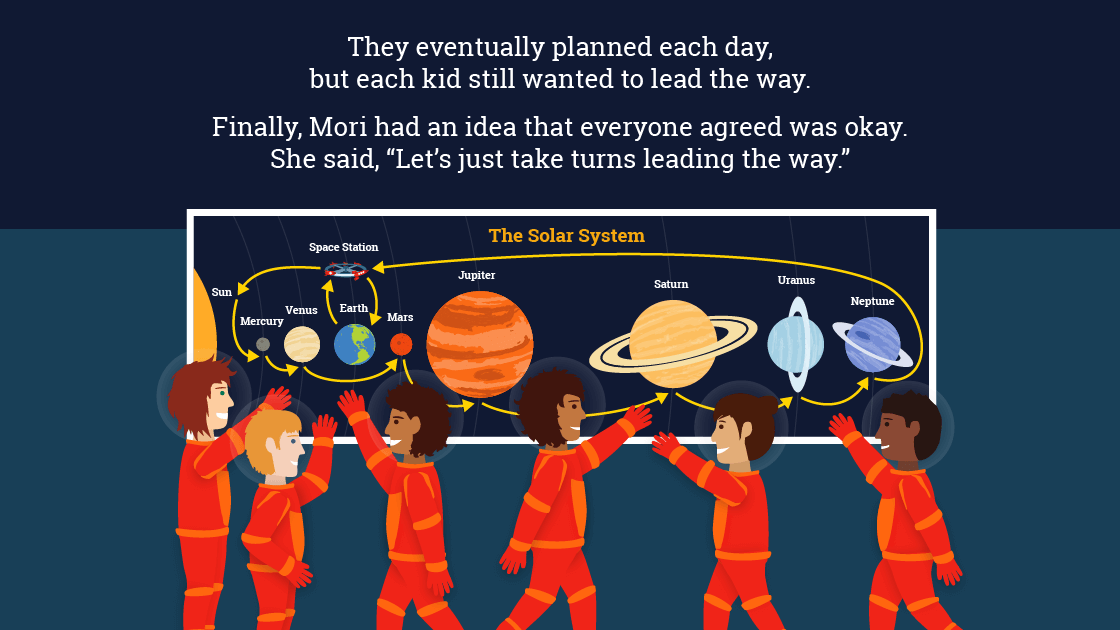 They eventually planned each day,
but each kid still wanted to lead the way.
Finally, Mori had an idea that everyone agreed was okay.
She said, “Let’s just take turns leading the way.”
The Solar System
Space Station
Sun
Mercury
Venus
Earth
Mars
Jupiter
Saturn
Uranus
Neptune